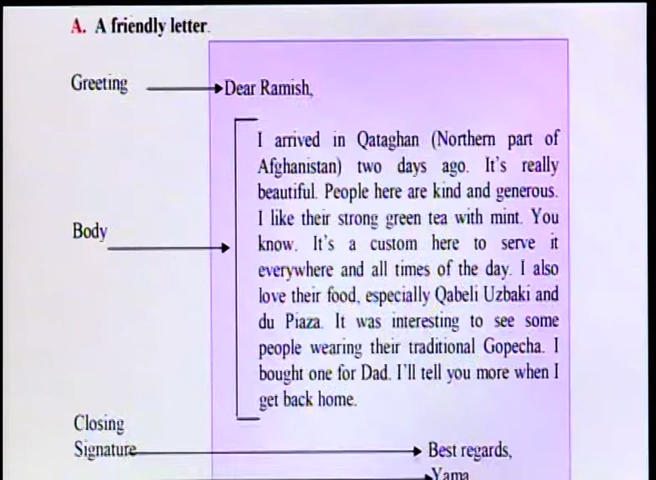 A. A friendly letter.
Greeting
Dear Ramish,
I arrived in Qataghan (Northern part of
Afghanistan) two days ago. It's really
beautiful. People here are kind and generous.
I like their strong green tea with mint. You
know. It's a custom here to serve it
everywhere and all times of the day. I also
love their food, especially Qabeli Uzbaki and
du Piaza. It was interesting to see some
people wearing their traditional Gopecha. I
bought one for Dad. I'll tell you more when I
get back home.
Body
Closing
Signature
Best regards,
Yama